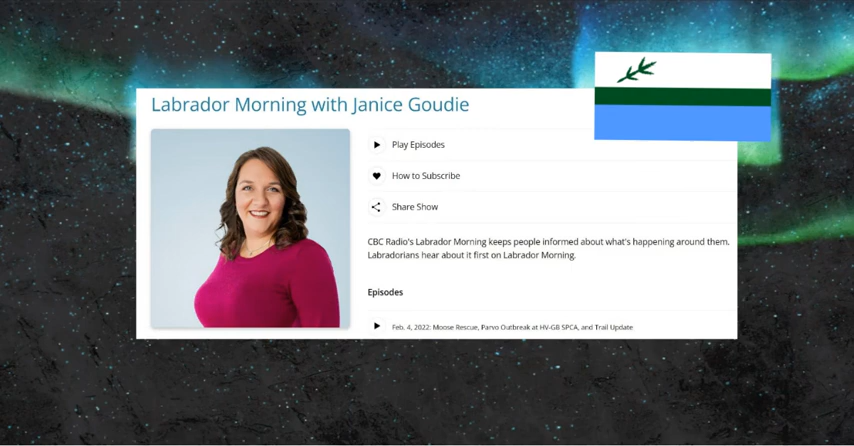 Labrador Morning with Janice Goudie
Play Episodes
How to Subscribe
Share Show
CBC Radio's Labrador Morning keeps people informed about what's happening around them.
Labradorians hear about it first on Labrador Morning.
Episodes
Feb. 4, 2022: Moose Rescue, Parvo Outbreak at HV-GB SPCA, and Trail Update